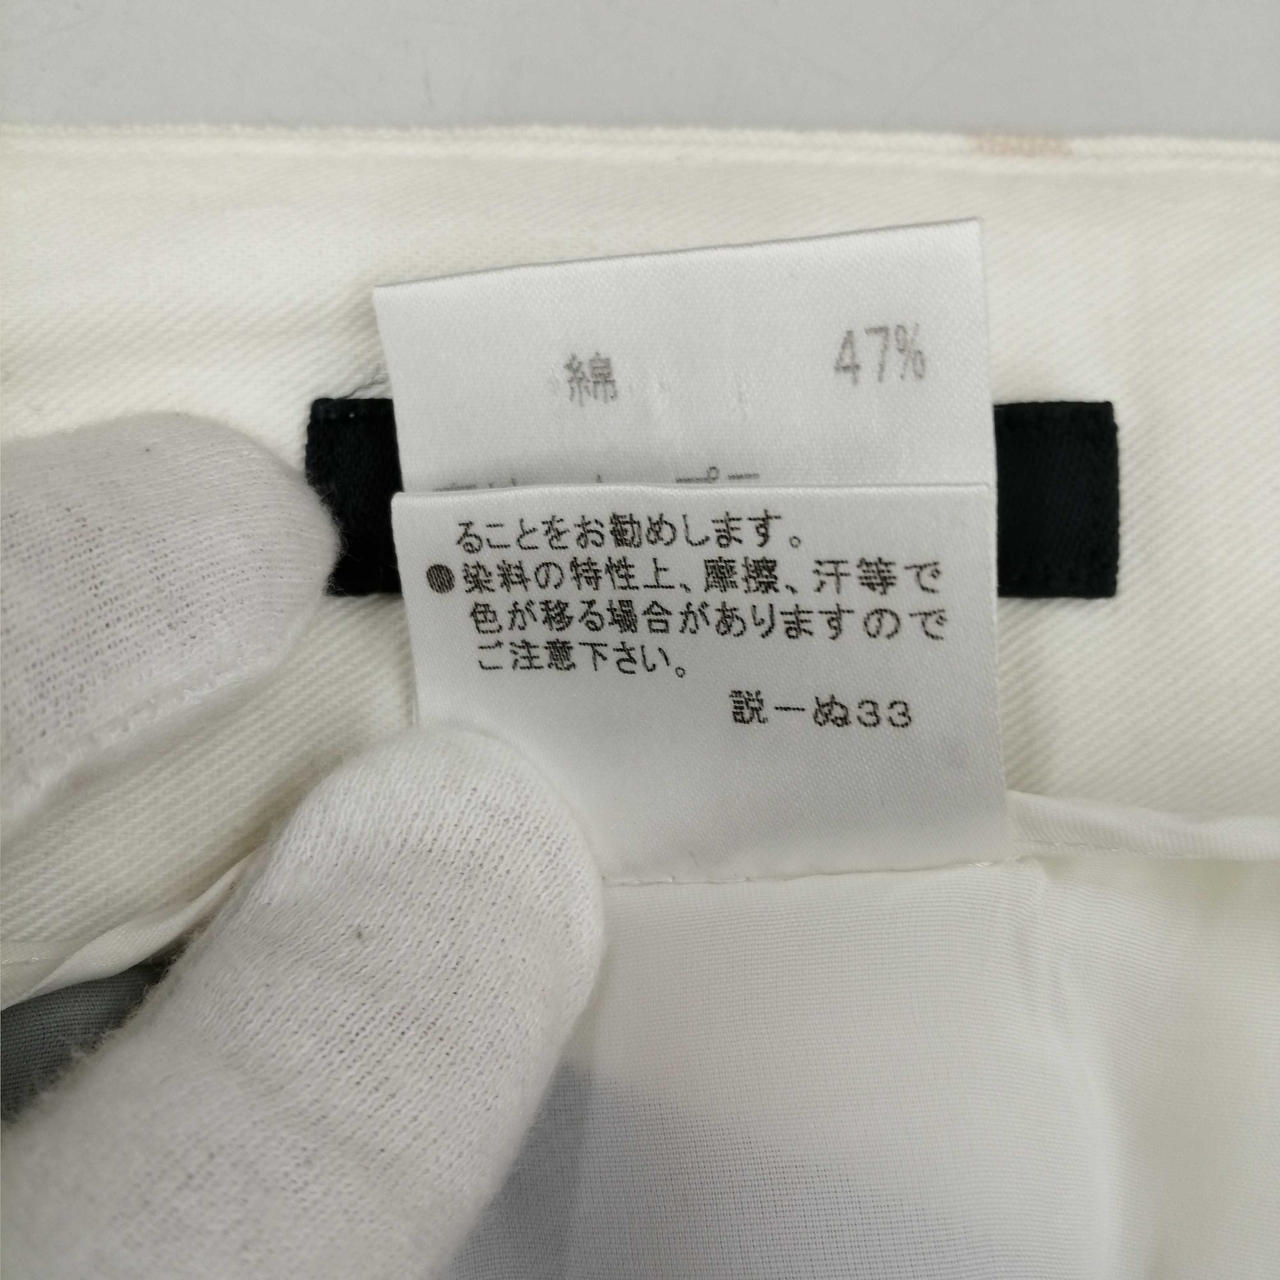 綿 47%
ることをお勧めします。
●染料の特性上、摩擦、汗等で
色が移る場合がありますので
ご注意下さい。
説ーぬ33